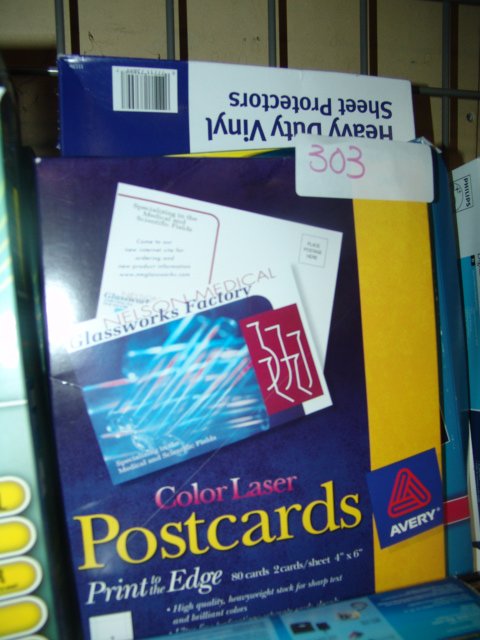 Heavy Duty Vinyl
Sheet Protectors
303
PHILIPS
Specializing in the
Medical and
Scientific Fields
Come to our
new internet site for
ordering and
new product information
PLACE
POSTAGE
HERE
NELSON MEDICAL
Glassworks Factory
Specializing in the
Medical and Scientific Fields
Color Laser
Postcards
Print to the Edge
80 cards 2 cards/sheet 4" x 6"
• High quality, heavyweight stock for sharp text
and brilliant colors
AVERY